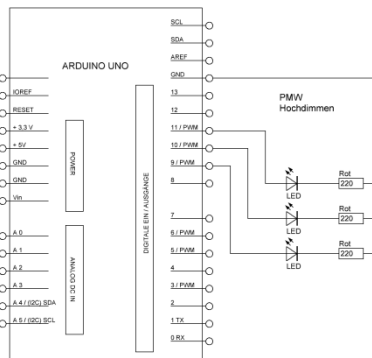 ARDUINO UNO
IOREF
RESET
+ 3,3 V
+ 5V
GND
GND
Vin
POWER
A 0
A 1
A 2
A 3
A 4 / (I2C) SDA
A 5 / (I2C) SCL
ANALOG DC IN
DIGITALE EIN / AUSGÄNGE
SCL
SDA
AREF
GND
13
12
11 / PWM
10 / PWM
9 / PWM
8
7
6 / PWM
5 / PWM
4
3 / PWM
2
1 TX
0 RX
PMW
Hochdimmen
LED
Rot
220
LED
Rot
220
LED
Rot
220